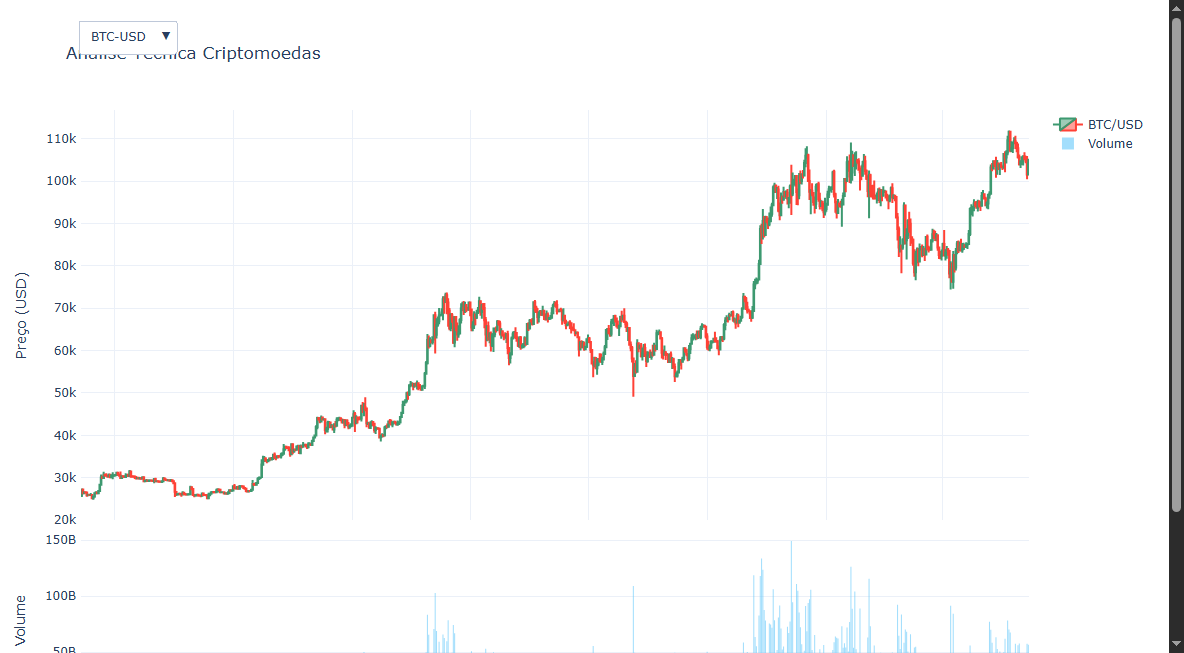 BTC-USD ▼
Análise Técnica Criptomoedas
BTC/USD
Volume
Preço (USD)
110k
100k
90k
80k
70k
60k
50k
40k
30k
20k
Volume
150B
100B
50B